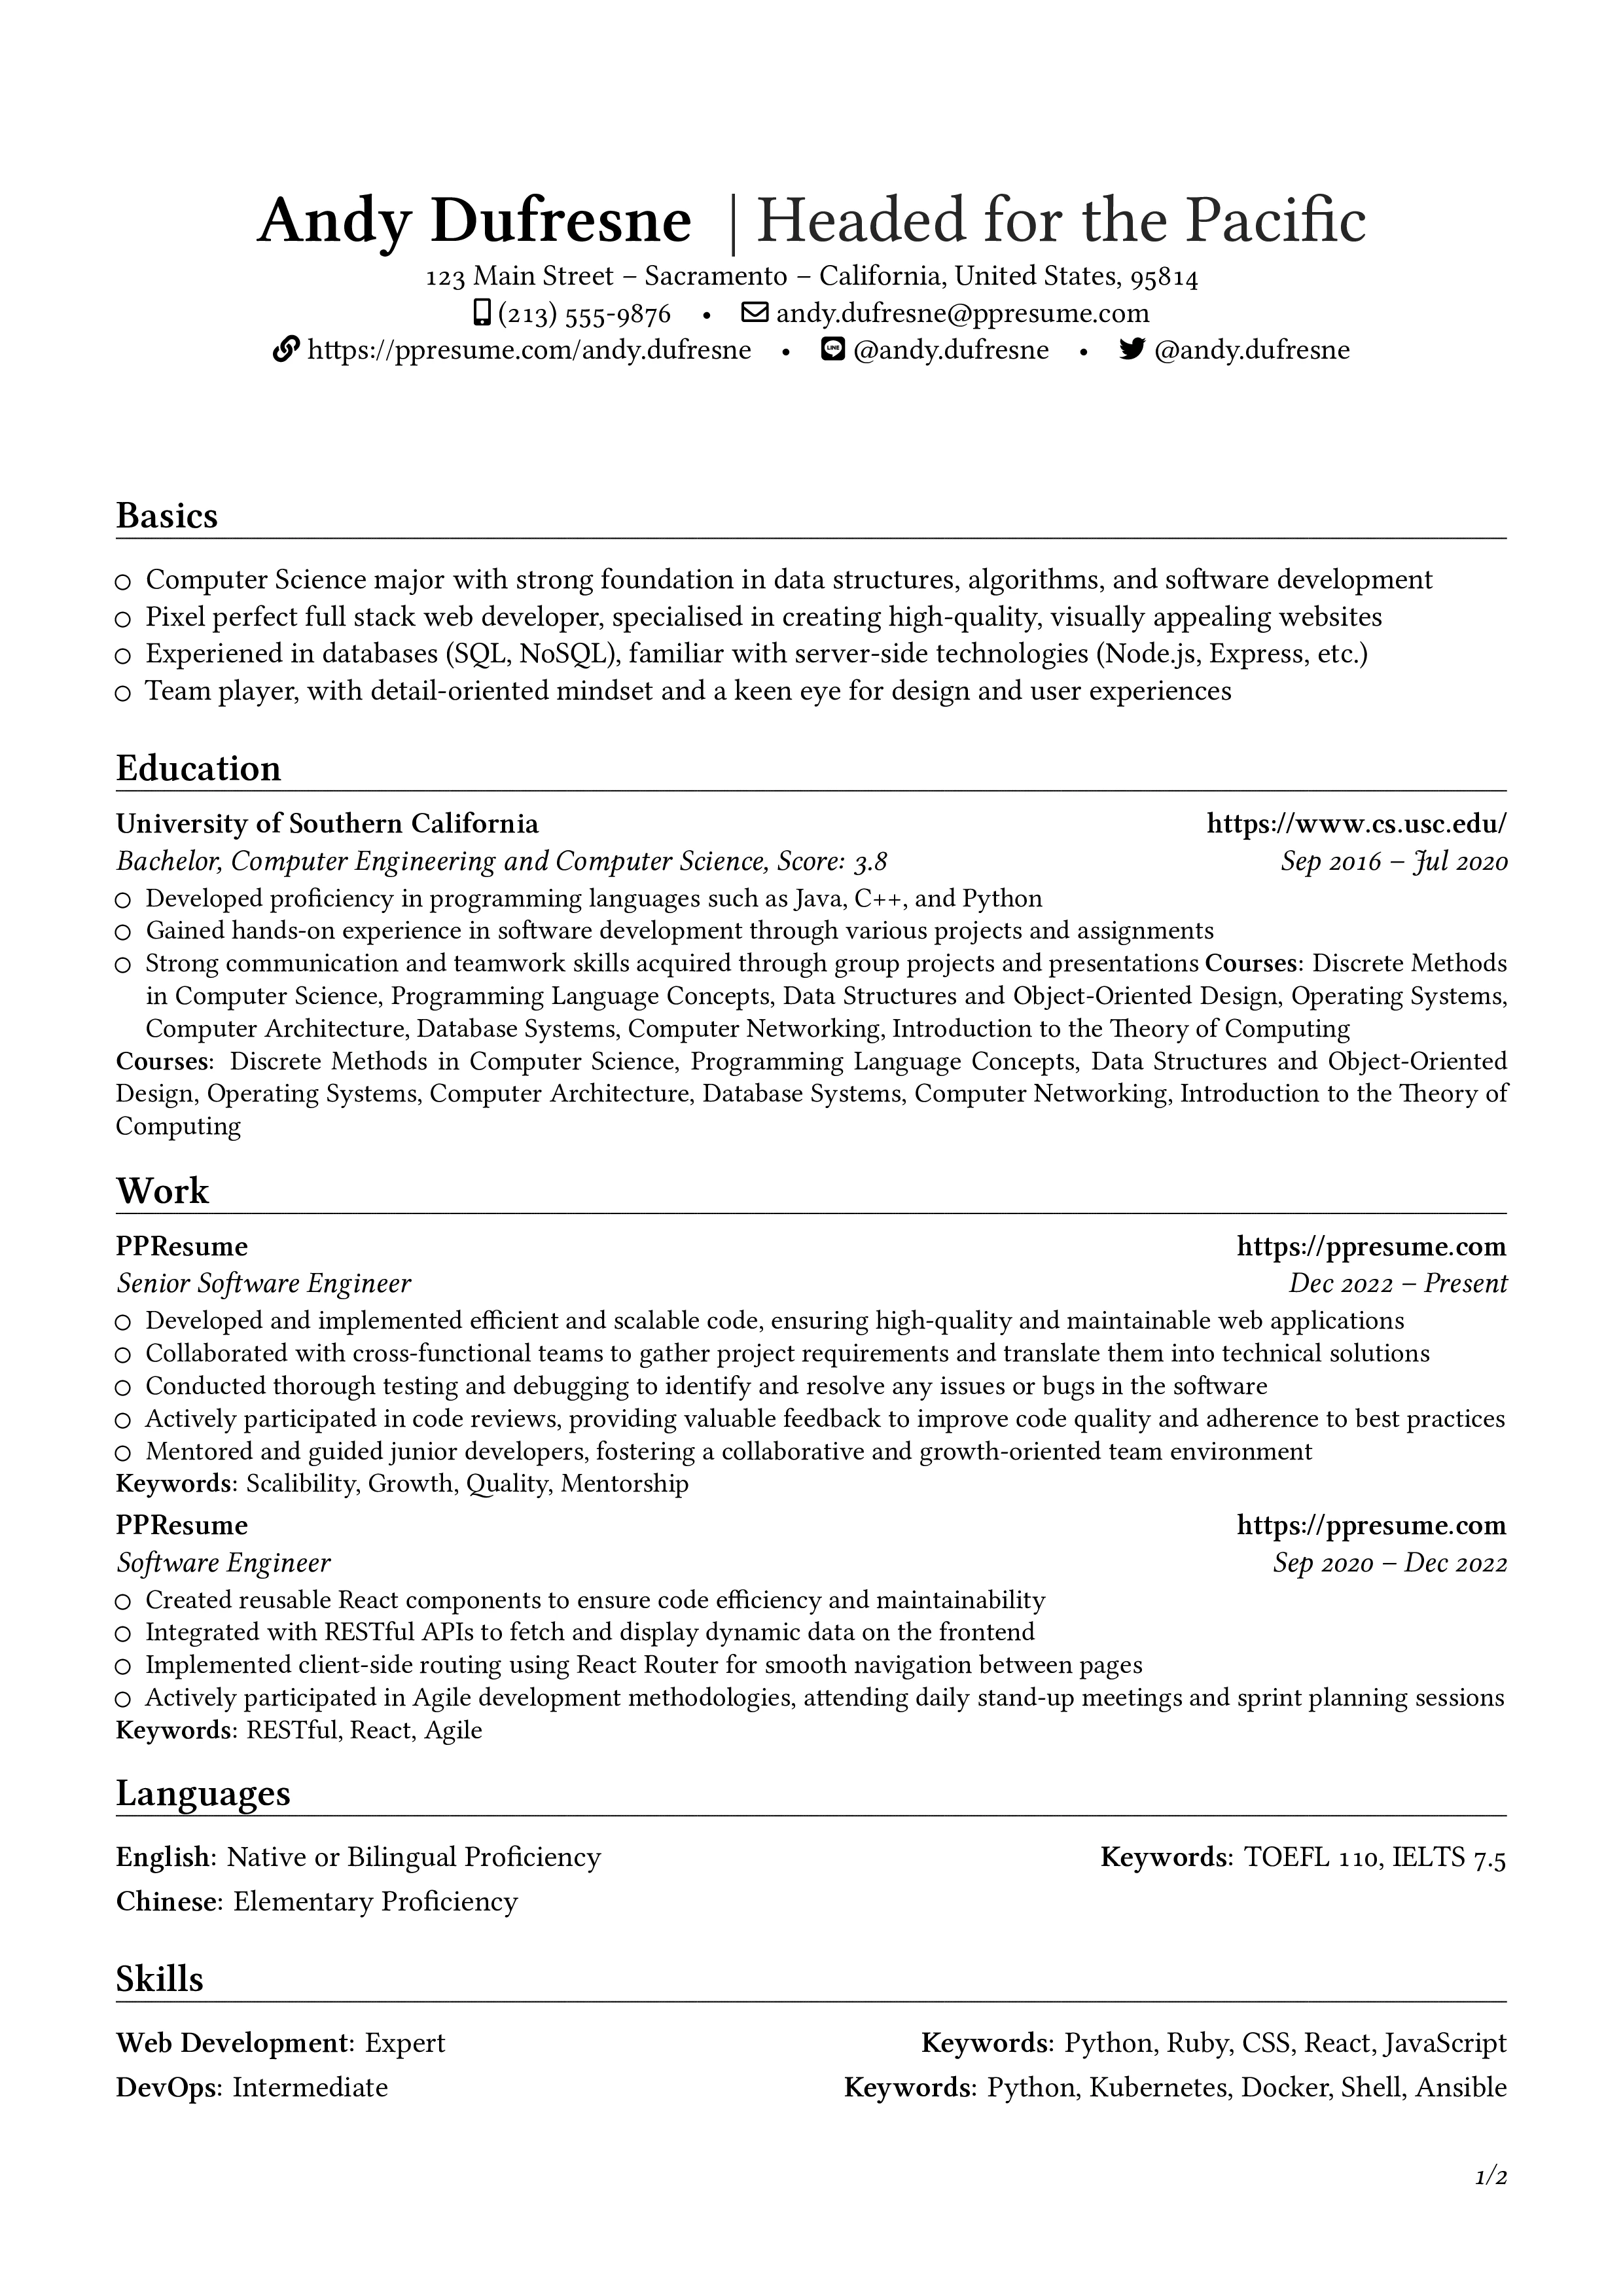 Andy Dufresne | Headed for the Pacific
123 Main Street – Sacramento – California, United States, 95814
(213) 555-9876 • andy.dufresne@ppresume.com
https://ppresume.com/andy.dufresne • LINE @andy.dufresne • @andy.dufresne
Basics
○ Computer Science major with strong foundation in data structures, algorithms, and software development
○ Pixel perfect full stack web developer, specialised in creating high-quality, visually appealing websites
○ Experiened in databases (SQL, NoSQL), familiar with server-side technologies (Node.js, Express, etc.)
○ Team player, with detail-oriented mindset and a keen eye for design and user experiences
Education
University of Southern California https://www.cs.usc.edu/
Bachelor, Computer Engineering and Computer Science, Score: 3.8 Sep 2016 – Jul 2020
○ Developed proficiency in programming languages such as Java, C++, and Python
○ Gained hands-on experience in software development through various projects and assignments
○ Strong communication and teamwork skills acquired through group projects and presentations Courses: Discrete Methods
in Computer Science, Programming Language Concepts, Data Structures and Object-Oriented Design, Operating Systems,
Computer Architecture, Database Systems, Computer Networking, Introduction to the Theory of Computing
Courses: Discrete Methods in Computer Science, Programming Language Concepts, Data Structures and Object-Oriented
Design, Operating Systems, Computer Architecture, Database Systems, Computer Networking, Introduction to the Theory of
Computing
Work
PPResume https://ppresume.com
Senior Software Engineer Dec 2022 – Present
○ Developed and implemented efficient and scalable code, ensuring high-quality and maintainable web applications
○ Collaborated with cross-functional teams to gather project requirements and translate them into technical solutions
○ Conducted thorough testing and debugging to identify and resolve any issues or bugs in the software
○ Actively participated in code reviews, providing valuable feedback to improve code quality and adherence to best practices
○ Mentored and guided junior developers, fostering a collaborative and growth-oriented team environment
Keywords: Scalibility, Growth, Quality, Mentorship
PPResume https://ppresume.com
Software Engineer Sep 2020 – Dec 2022
○ Created reusable React components to ensure code efficiency and maintainability
○ Integrated with RESTful APIs to fetch and display dynamic data on the frontend
○ Implemented client-side routing using React Router for smooth navigation between pages
○ Actively participated in Agile development methodologies, attending daily stand-up meetings and sprint planning sessions
Keywords: RESTful, React, Agile
Languages
English: Native or Bilingual Proficiency Keywords: TOEFL 110, IELTS 7.5
Chinese: Elementary Proficiency
Skills
Web Development: Expert Keywords: Python, Ruby, CSS, React, JavaScript
DevOps: Intermediate Keywords: Python, Kubernetes, Docker, Shell, Ansible
1/2